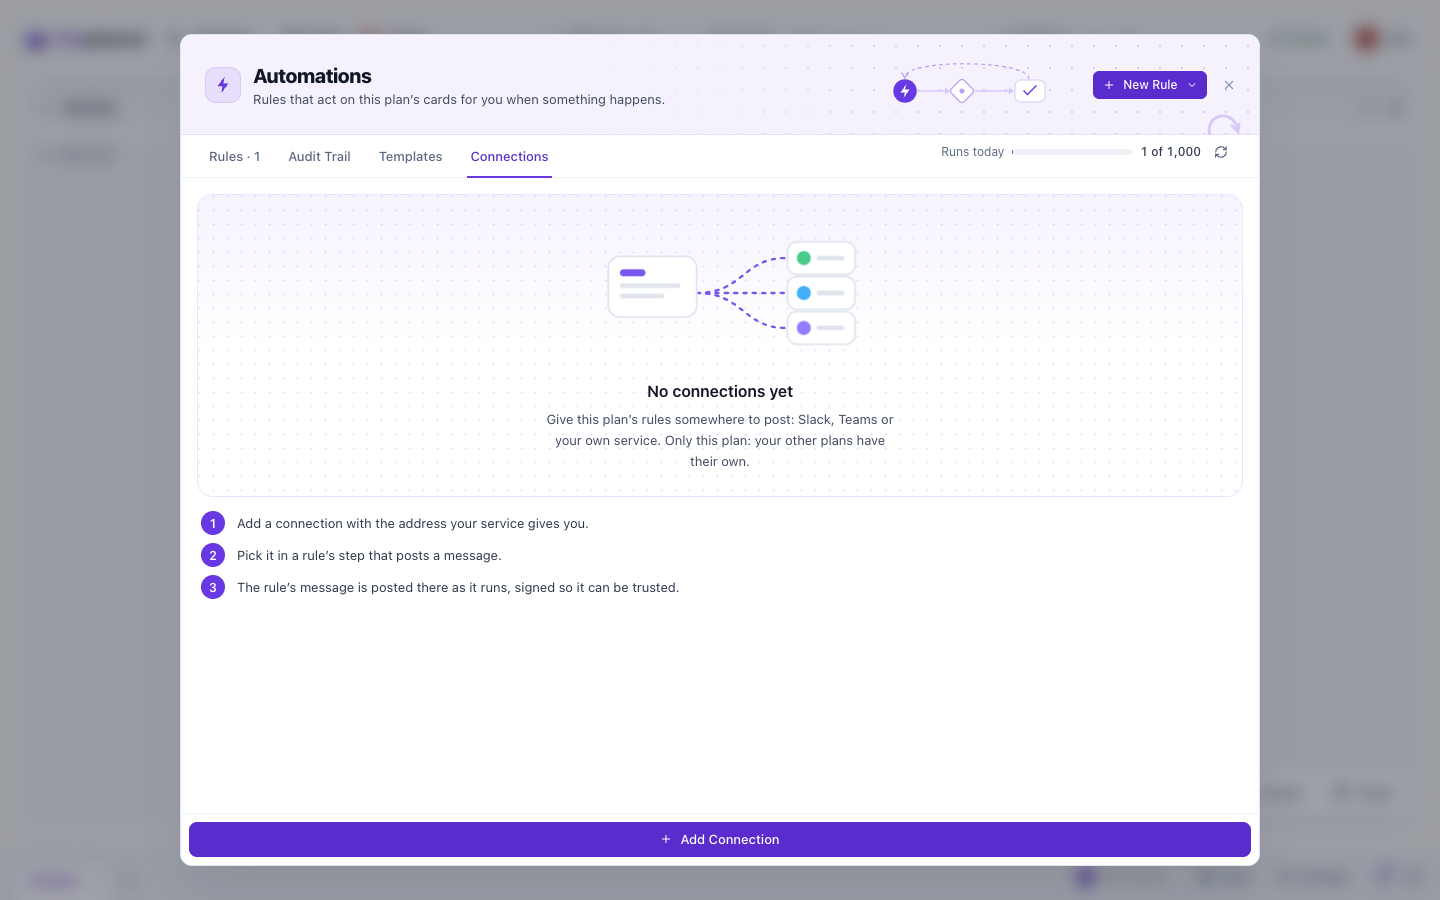 Automations
Rules that act on this plan’s cards for you when something happens.
New Rule
Rules · 1
Audit Trail
Templates
Connections
Runs today
1 of 1,000
No connections yet
Give this plan’s rules somewhere to post: Slack, Teams or
your own service. Only this plan: your other plans have
their own.
1 Add a connection with the address your service gives you.
2 Pick it in a rule’s step that posts a message.
3 The rule’s message is posted there as it runs, signed so it can be trusted.
Add Connection